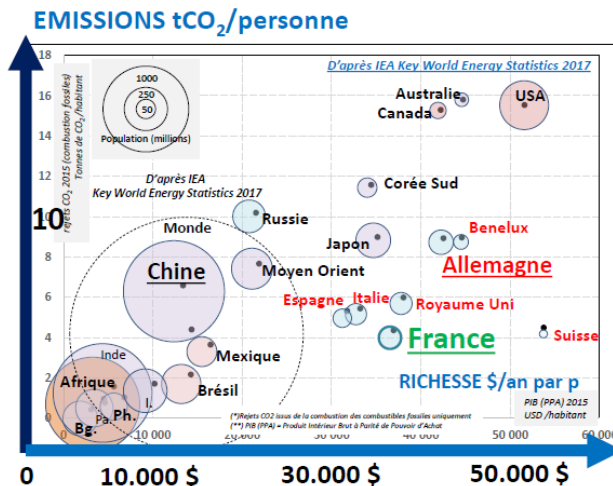 EMISSIONS tCO2/personne
D'après IEA Key World Energy Statistics 2017
18
16
14
12
10
8
6
4
2
0
rejets CO2 2015 (combustion fossiles)
Tonnes de CO2/habitant
1000
250
50
Population (millions)
D'après IEA
Key World Energy Statistics 2017
Australie
Canada
USA
Corée Sud
Russie
Monde
Chine
Moyen Orient
Japon
Benelux
Allemagne
Espagne
Italie
Royaume Uni
France
Suisse
Mexique
Inde
Afrique
Brésil
I.
Pa.
Ph.
Bg.
RICHESSE $/an par p
PIB (PPA) 2015
USD /habitant
(*)Rejets CO2 issus de la combustion des combustibles fossiles uniquement
(**) PIB (PPA) = Produit Intérieur Brut à Parité de Pouvoir d'Achat
0
10 000
20 000
30 000
40 000
50 000
60 000
0
10.000 $
30.000 $
50.000 $